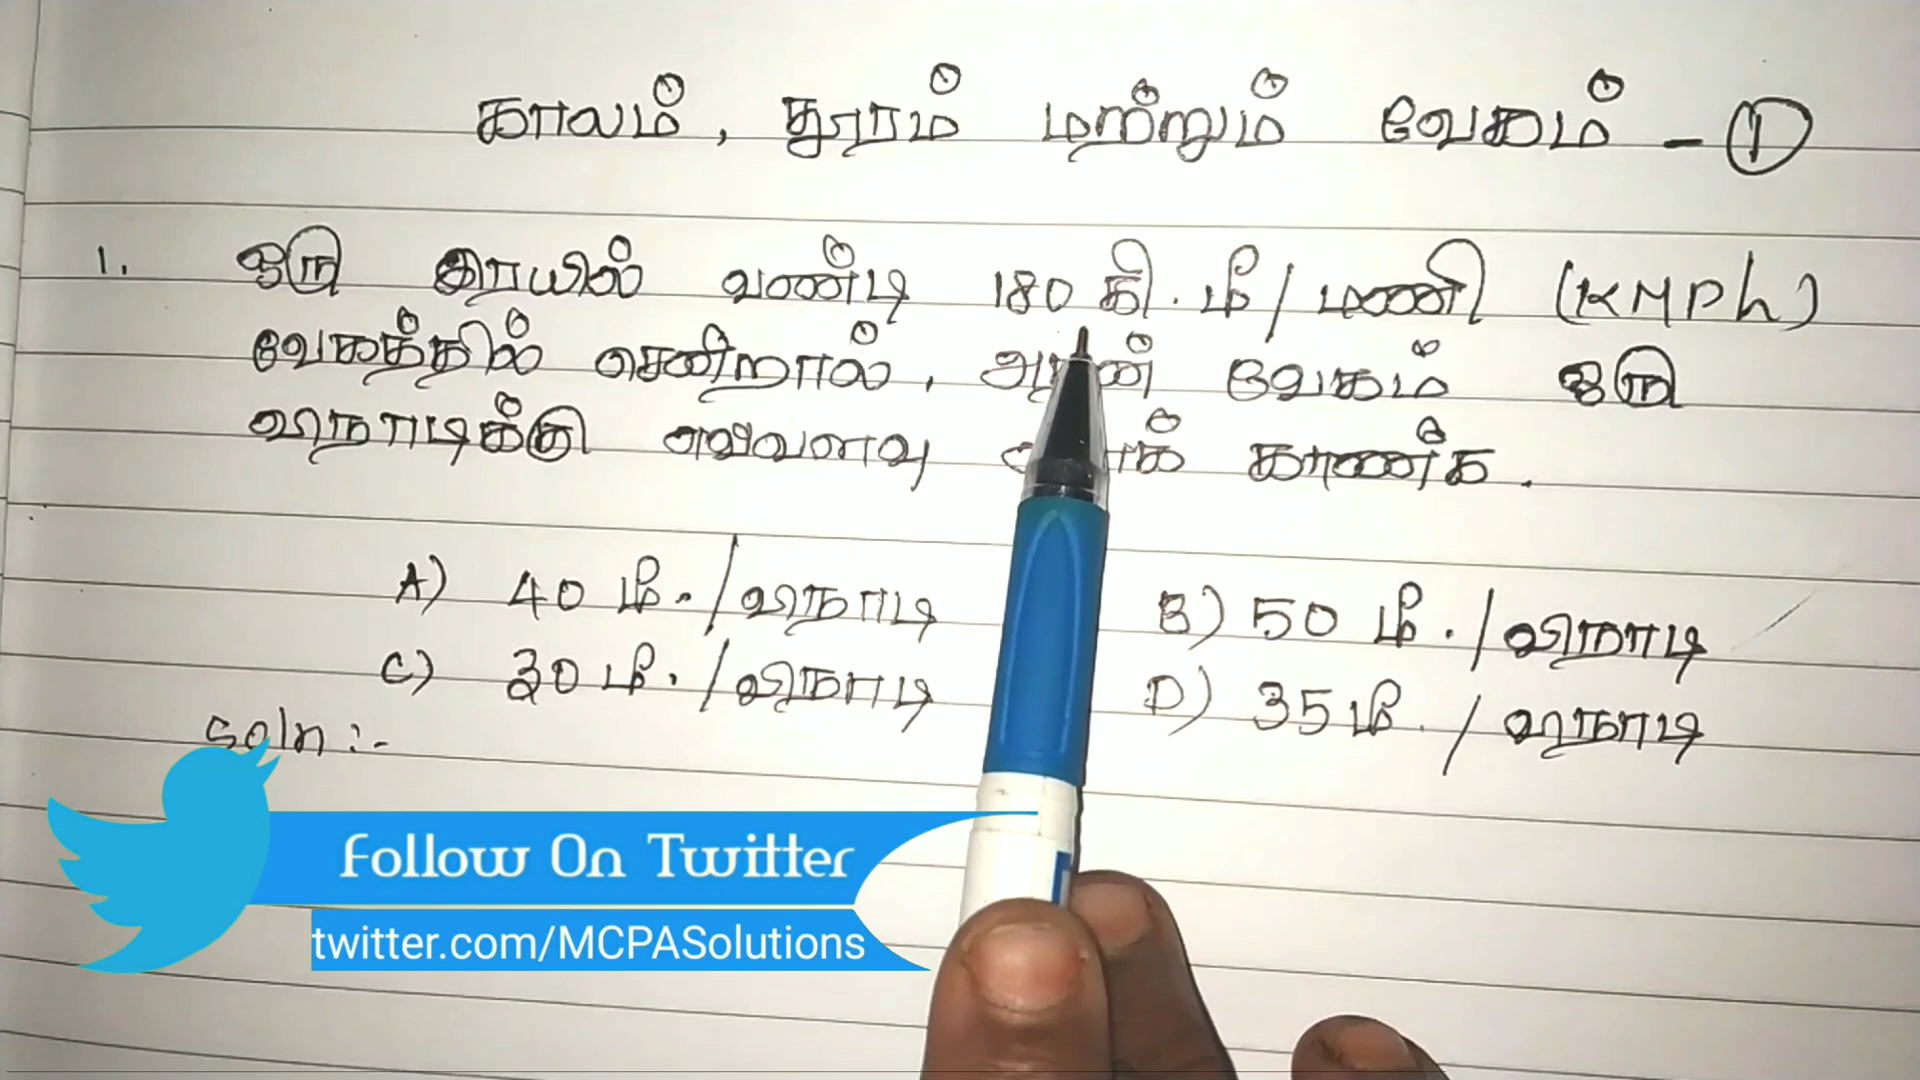 காலம், தூரம் மற்றும் வேகம் - ①
1. ஒரு இரயில் வண்டி 180 கி.மீ/மணி (KMPh)
வேகத்தில் சென்றால், வேகம் ஒரு
விநாடிக்கு எவ்வளவு காண்க.
A) 40 மீ./விநாடி B) 50 மீ./விநாடி
C) 30 மீ./விநாடி D) 35 மீ./விநாடி
Soln :-
Follow On Twitter
twitter.com/MCPASolutions